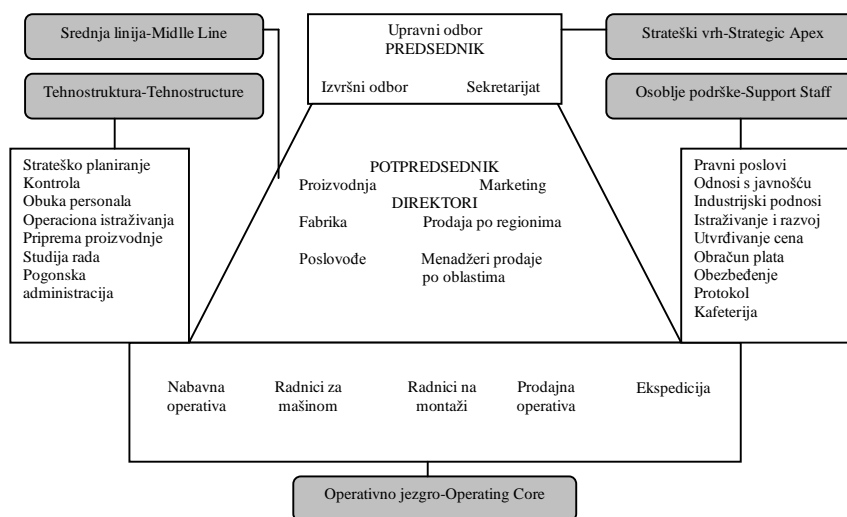 Srednja linija-Midlle Line
Upravni odbor
PREDSEDNIK
Izvršni odbor Sekretarijat
Strateški vrh-Strategic Apex
Tehnostruktura-Tehnostructure
Osoblje podrške-Support Staff
Strateško planiranje
Kontrola
Obuka personala
Operaciona istraživanja
Priprema proizvodnje
Studija rada
Pogonska
administracija
POTPREDSEDNIK
Proizvodnja Marketing
DIREKTORI
Fabrika Prodaja po regionima
Poslovođe Menadžeri prodaje
po oblastima
Pravni poslovi
Odnosi s javnošću
Industrijski podnosi
Istraživanje i razvoj
Utvrđivanje cena
Obračun plata
Obezbeđenje
Protokol
Kafeterija
Nabavna
operativa
Radnici za
mašinom
Radnici na
montaži
Prodajna
operativa
Ekspedicija
Operativno jezgro-Operating Core